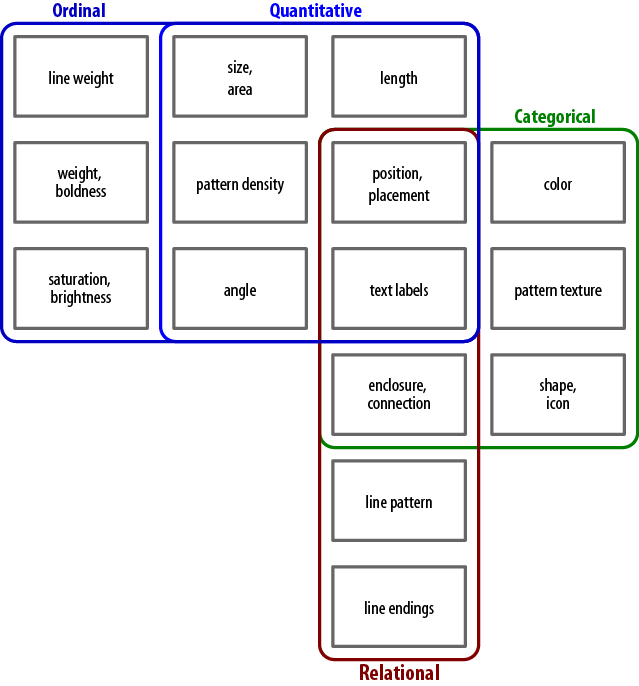 Ordinal
Quantitative
line weight
size,
area
length
Categorical
weight,
boldness
pattern density
position,
placement
color
saturation,
brightness
angle
text labels
pattern texture
enclosure,
connection
shape,
icon
line pattern
line endings
Relational